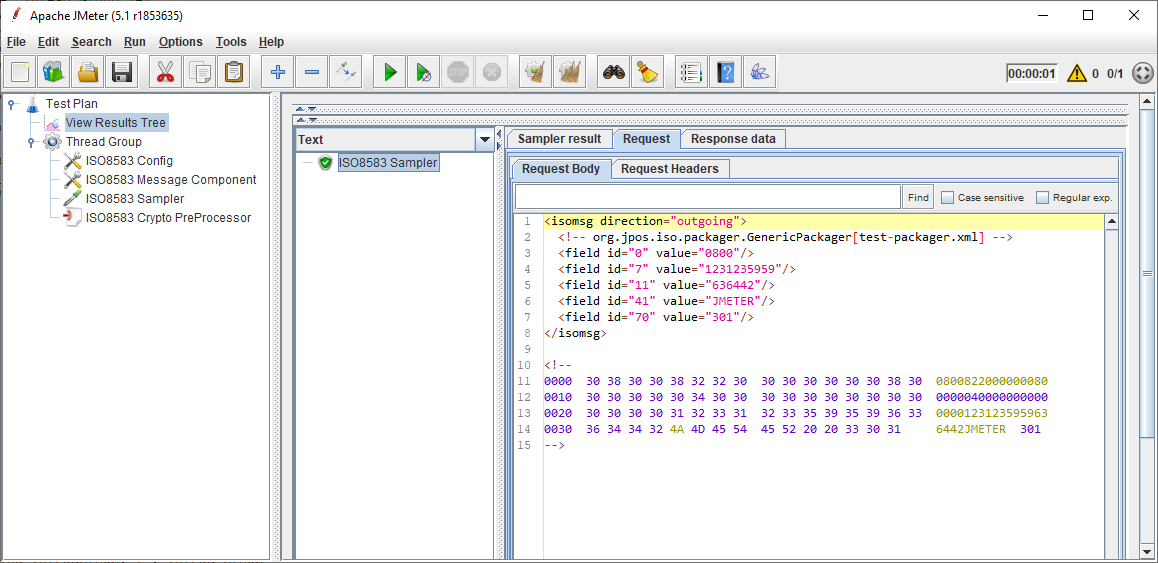 Apache JMeter (5.1 r1853635)
File Edit Search Run Options Tools Help
00:00:01 0 0/1
Test Plan
View Results Tree
Thread Group
ISO8583 Config
ISO8583 Message Component
ISO8583 Sampler
ISO8583 Crypto PreProcessor
Text
ISO8583 Sampler
Sampler result Request Response data
Request Body Request Headers
Find Case sensitive Regular exp.
1 <isomsg direction="outgoing">
2 <!-- org.jpos.iso.packager.GenericPackager[test-packager.xml] -->
3 <field id="0" value="0800"/>
4 <field id="7" value="1231235959"/>
5 <field id="11" value="636442"/>
6 <field id="41" value="JMETER"/>
7 <field id="70" value="301"/>
8 </isomsg>
9
10 <!--
11 0000 30 38 30 30 38 32 32 30 30 30 30 30 30 30 38 30 0800822000000080
12 0010 30 30 30 30 30 34 30 30 30 30 30 30 30 30 30 30 0000040000000000
13 0020 30 30 30 30 31 32 33 31 32 33 35 39 35 39 36 33 0000123123595963
14 0030 36 34 34 32 4A 4D 45 54 45 52 20 20 33 30 31 6442JMETER 301
15 -->